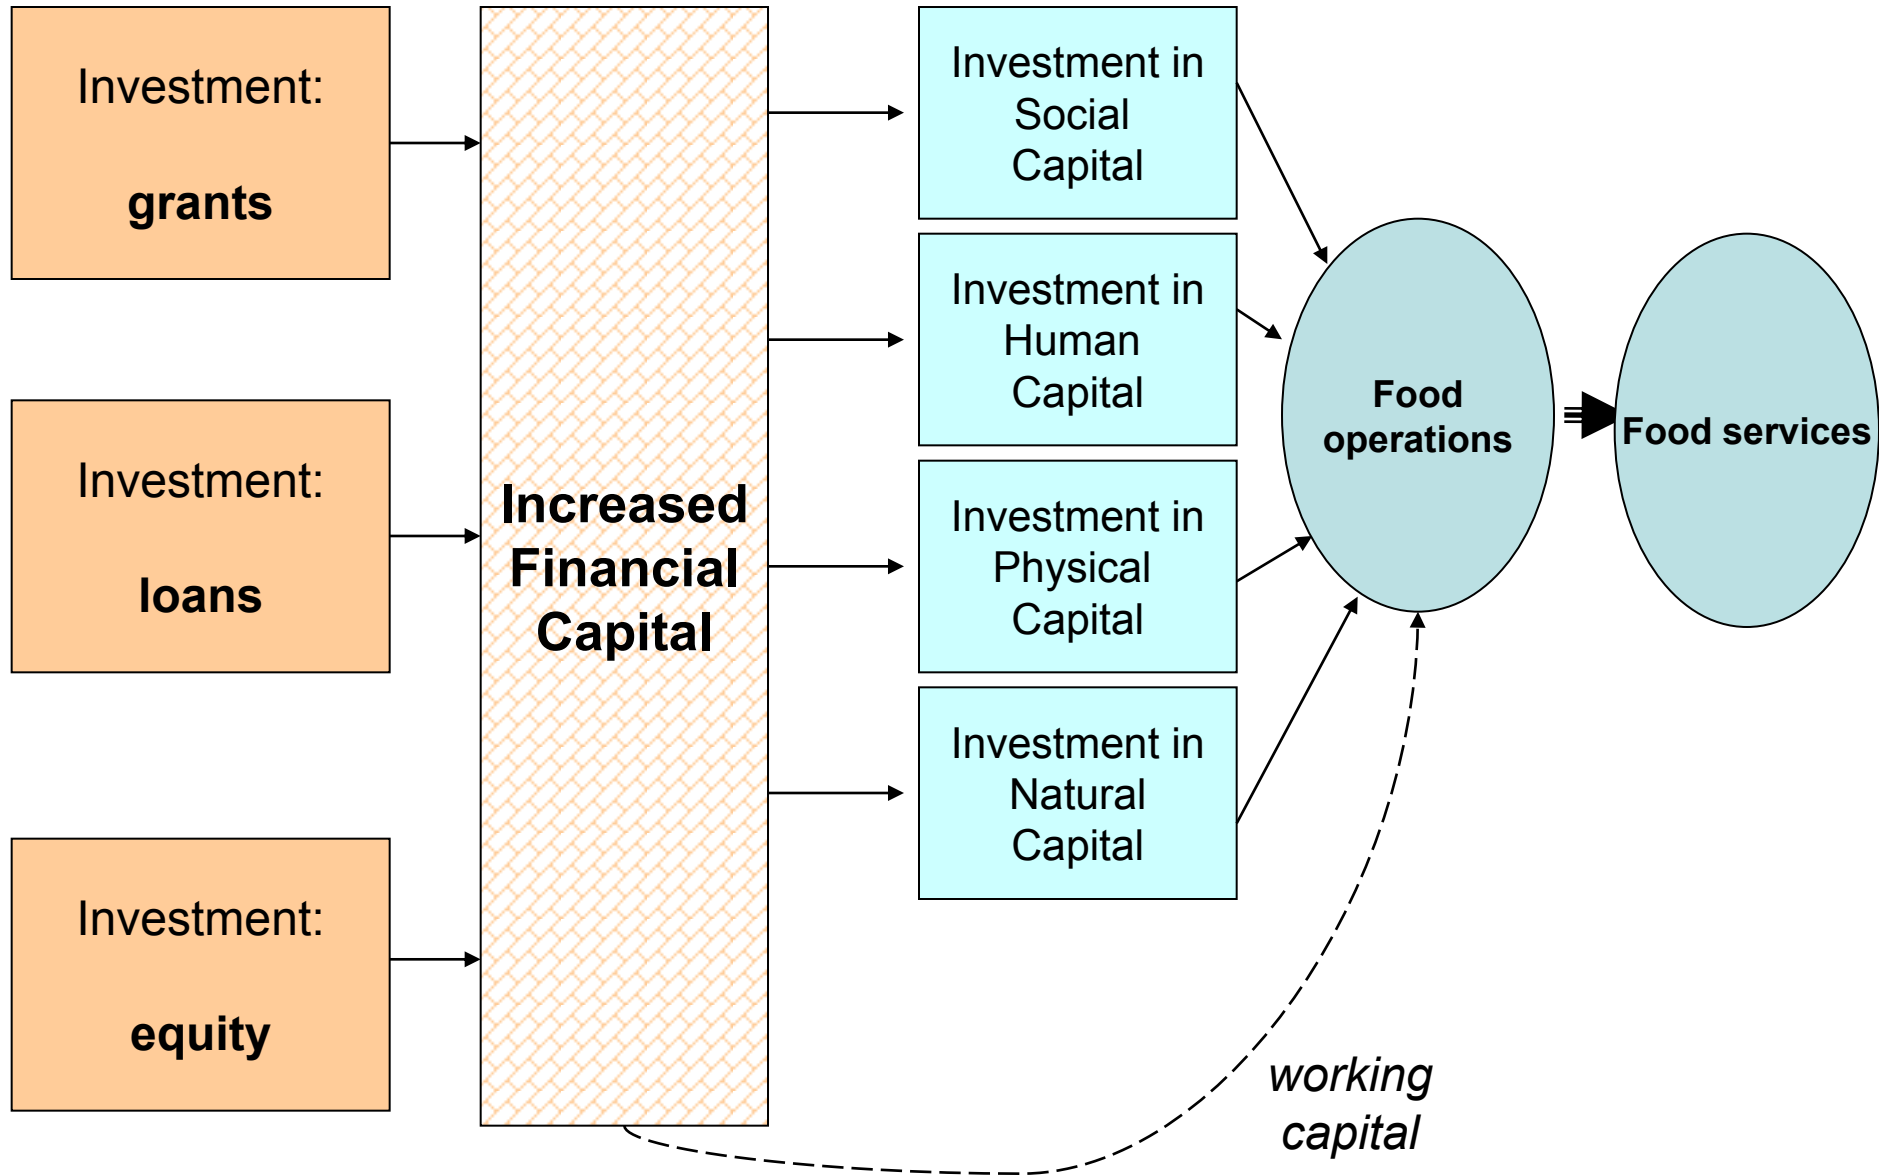 Investment:
grants
Investment:
loans
Investment:
equity
Increased
Financial
Capital
Investment in
Social
Capital
Investment in
Human
Capital
Investment in
Physical
Capital
Investment in
Natural
Capital
Food
operations
Food services
working
capital